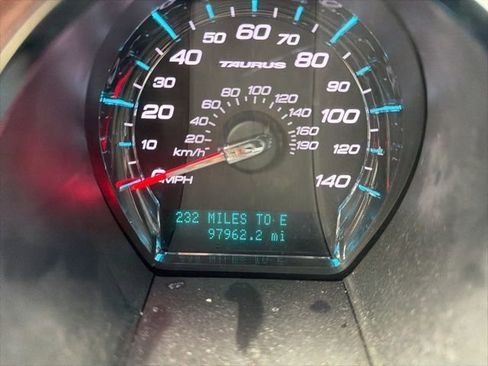 50 60 70
40 TAURUS 80
30 90
60 80 100 120
20 40 140 100
20 160
10 km/h 180 120
190
0 MPH 140
232 MILES TO E
97962.2 mi